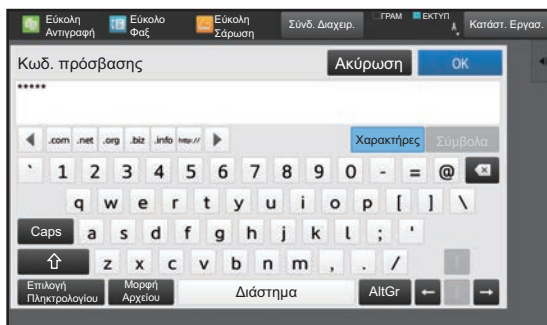 Εύκολη Αντιγραφή
Εύκολο Φαξ
Εύκολη Σάρωση
Σύνδ. Διαχειρ.
ΓΡΑΜ
ΕΚΤΥΠ
Κατάστ. Εργασ.
Κωδ. πρόσβασης
Ακύρωση
OK
*****
.com .net .org .biz .info http://
Χαρακτήρες
Σύμβολα
` 1 2 3 4 5 6 7 8 9 0 - = @
q w e r t y u i o p [ ] \
Caps a s d f g h j k l ; '
z x c v b n m , . /
Επιλογή Πληκτρολογίου
Μορφή Αρχείου
Διάστημα
AltGr
← →